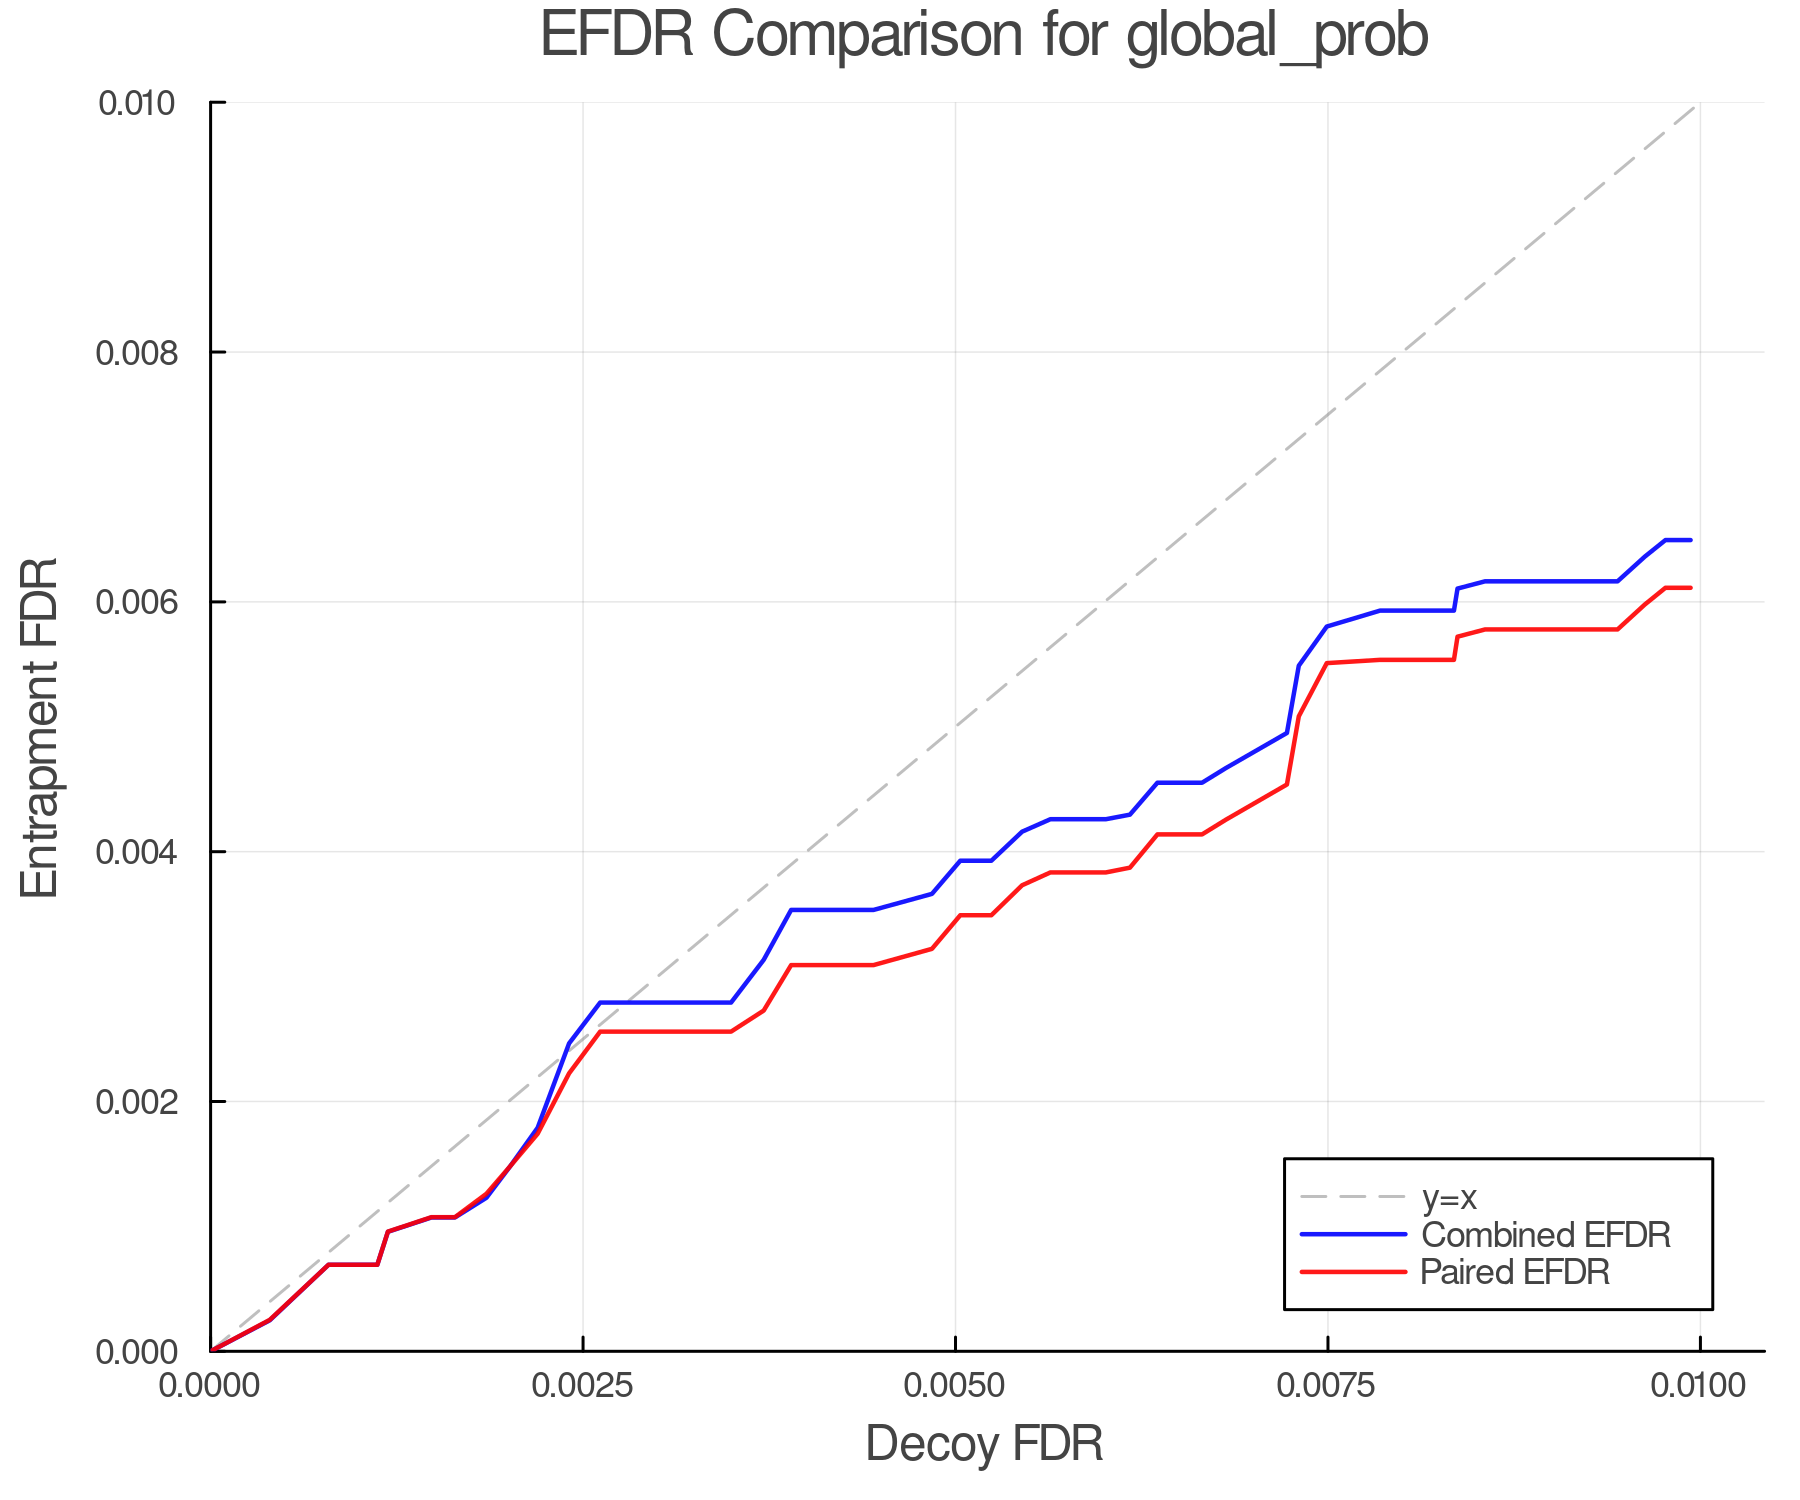 EFDR Comparison for global_prob
0.010
0.008
0.006
0.004
0.002
0.000
Entrapment FDR
y=x
Combined EFDR
Paired EFDR
0.0000
0.0025
0.0050
0.0075
0.0100
Decoy FDR